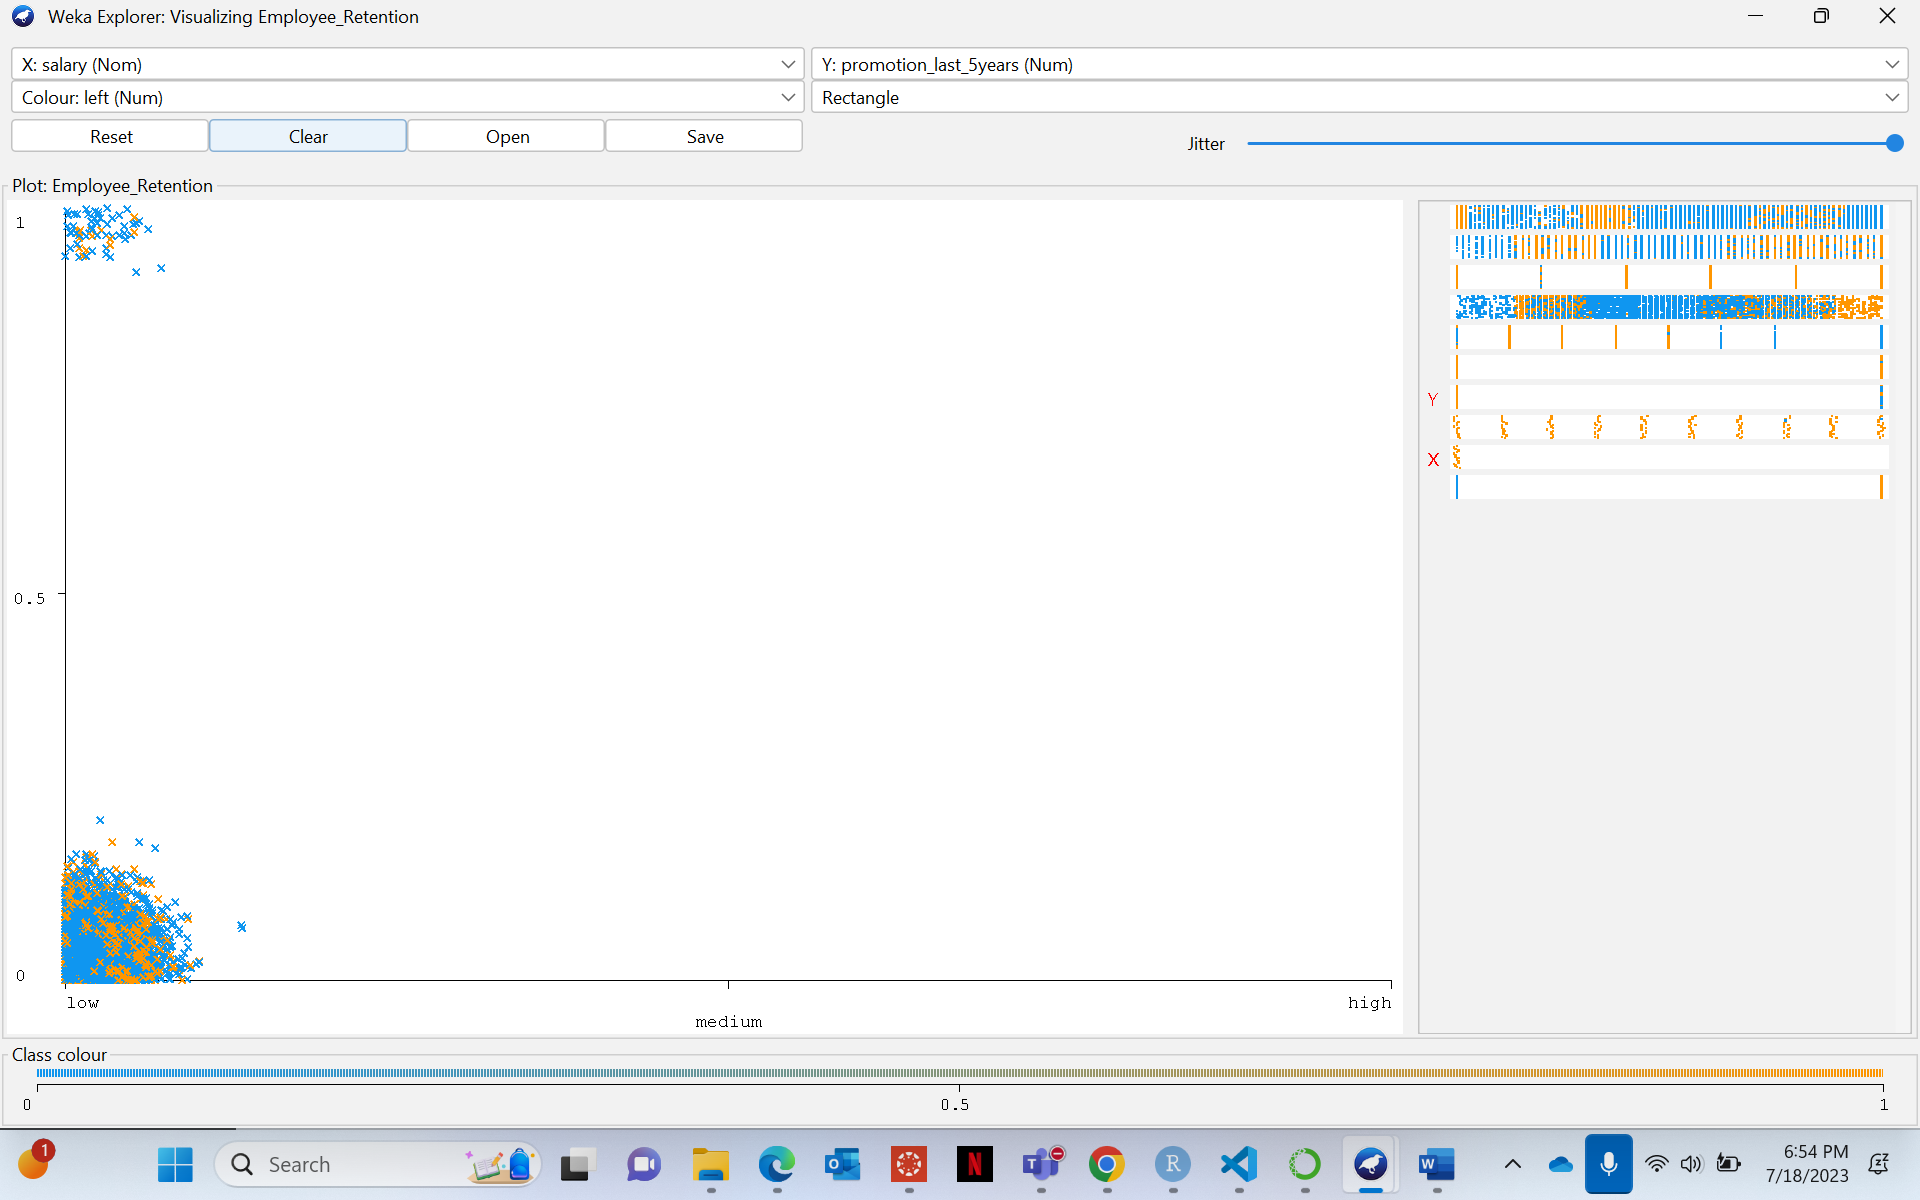 Weka Explorer: Visualizing Employee_Retention
X: salary (Nom)
Y: promotion_last_5years (Num)
Colour: left (Num)
Rectangle
Reset
Clear
Open
Save
Jitter
Plot: Employee_Retention
1
0.5
0
low
medium
high
Y
X
Class colour
0
0.5
1
1
Search
N
T
R
W
6:54 PM
7/18/2023